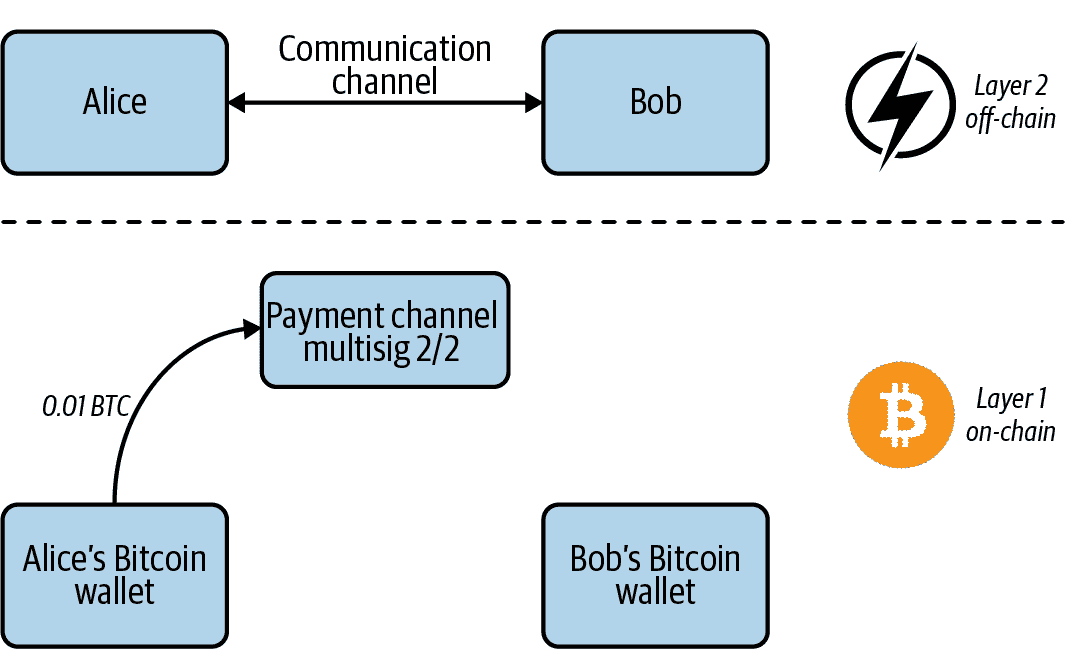 Alice
Communication
channel
Bob
Layer 2
off-chain
Payment channel
multisig 2/2
0.01 BTC
Layer 1
on-chain
Alice’s Bitcoin
wallet
Bob’s Bitcoin
wallet